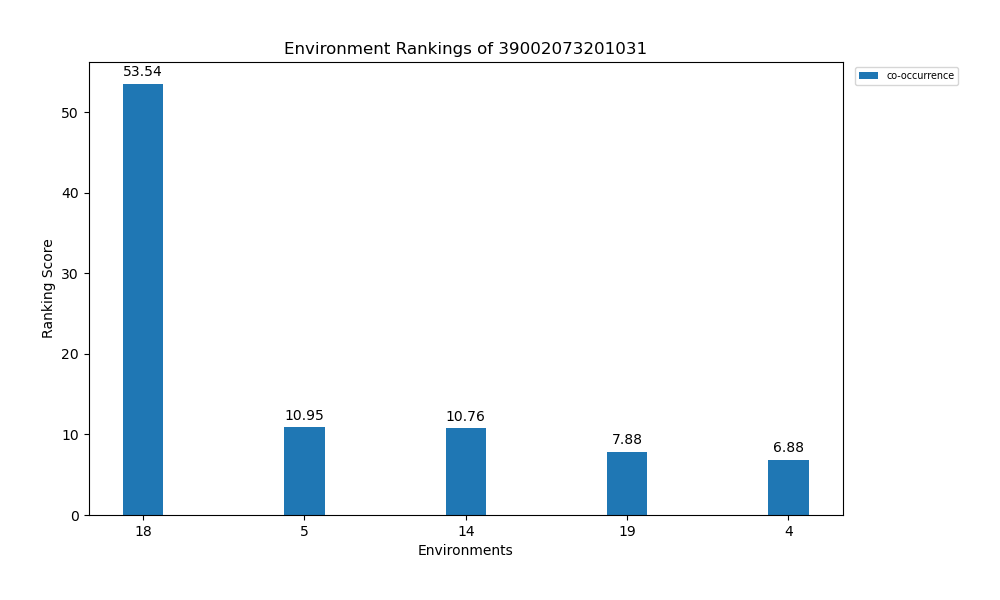 Environment Rankings of 39002073201031
co-occurrence
Ranking Score
50
40
30
20
10
0
53.54
10.95
10.76
7.88
6.88
18 5 14 19 4
Environments